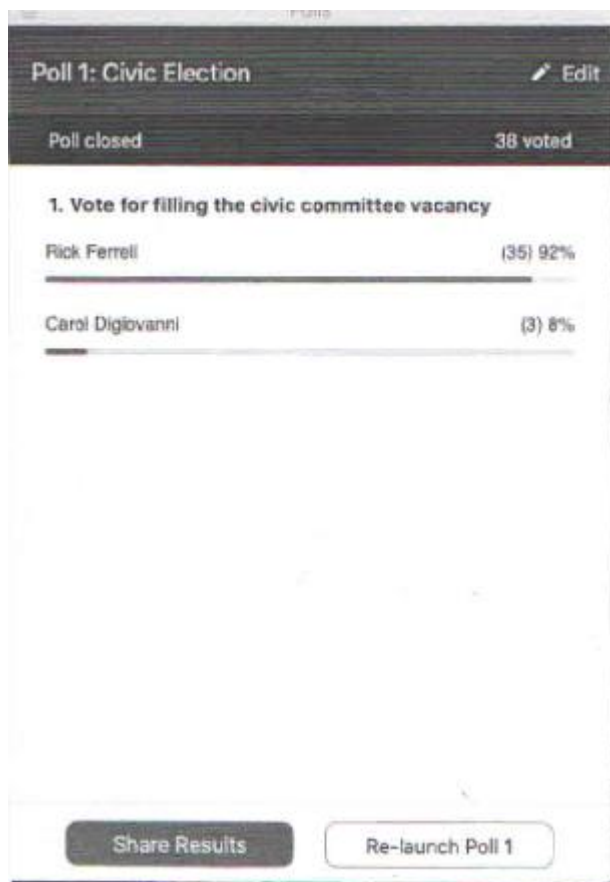 Polls
Poll 1: Civic Election Edit
Poll closed 38 voted
1. Vote for filling the civic committee vacancy
Rick Ferrell (35) 92%
Carol Digiovanni (3) 8%
Share Results Re-launch Poll 1